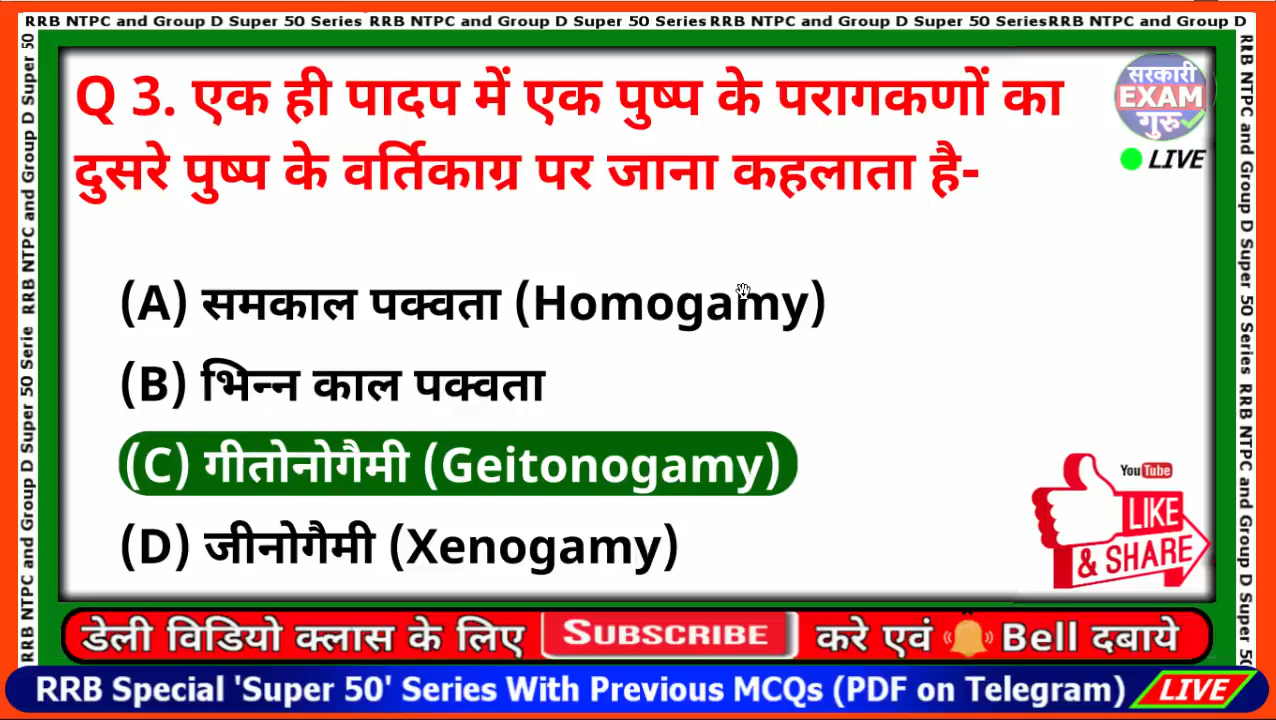 RRB NTPC and Group D Super 50 Series RRB NTPC and Group D Super 50 Series RRB NTPC and Group D Super 50 SeriesRRB NTPC and Group D
Q 3. एक ही पादप में एक पुष्प के परागकणों का
दुसरे पुष्प के वर्तिकाग्र पर जाना कहलाता है-
सरकारी
EXAM
गुरु
LIVE
(A) समकाल पक्वता (Homogamy)
(B) भिन्न काल पक्वता
(C) गीतोनोगैमी (Geitonogamy)
(D) जीनोगैमी (Xenogamy)
YouTube
LIKE
& SHARE
RRB NTPC and Group D Super 50 Serie RRB NTPC and Group D Super 50
RRB NTPC and Group D Super 50 Series RRB NTPC and Group D Super 50
डेली विडियो क्लास के लिए SUBSCRIBE करे एवं Bell दबाये
RRB Special 'Super 50' Series With Previous MCQs (PDF on Telegram) LIVE